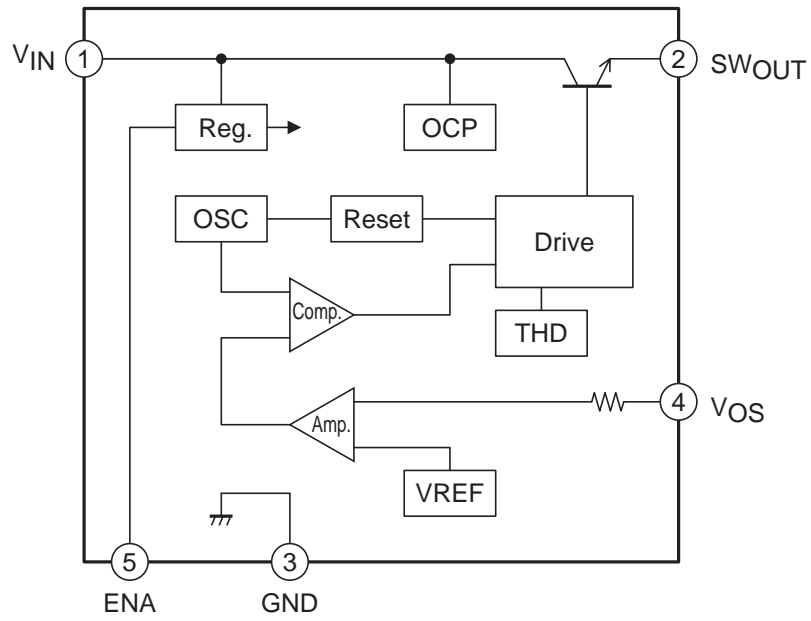 VIN
1
2
SWOUT
Reg.
OCP
OSC
Reset
Drive
Comp.
THD
Amp.
4
VOS
VREF
5
3
ENA
GND